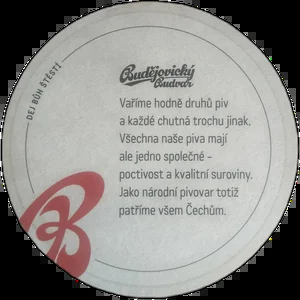 DEJ BŮH ŠTĚSTÍ
Budějovický
Budvar
Vaříme hodně druhů piv
a každé chutná trochu jinak.
Všechna naše piva mají
ale jedno společné –
poctivost a kvalitní suroviny.
Jako národní pivovar totiž
patříme všem Čechům.
B